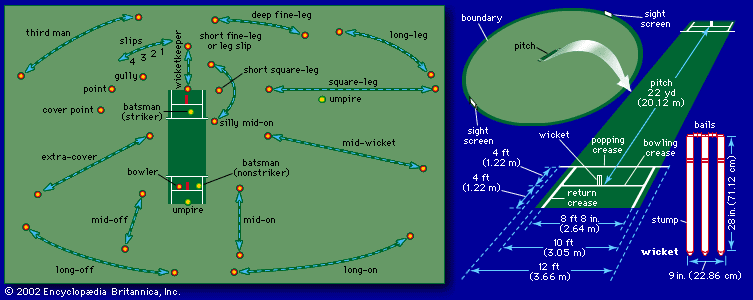 third man
slips
4 3 2 1
gully
point
cover point
wicketkeeper
deep fine-leg
short fine-leg
or leg slip
long-leg
short square-leg
square-leg
umpire
batsman
(striker)
silly mid-on
mid-wicket
extra-cover
bowler
batsman
(nonstriker)
umpire
mid-off
mid-on
long-off
long-on
© 2002 Encyclopædia Britannica, Inc.
boundary
sight
screen
pitch
sight
screen
pitch
22 yd
(20.12 m)
wicket
popping
crease
bowling
crease
4 ft
(1.22 m)
4 ft
(1.22 m)
return
crease
8 ft 8 in.
(2.64 m)
10 ft
(3.05 m)
12 ft
(3.66 m)
bails
28 in. (71.12 cm)
stump
wicket
9 in. (22.86 cm)